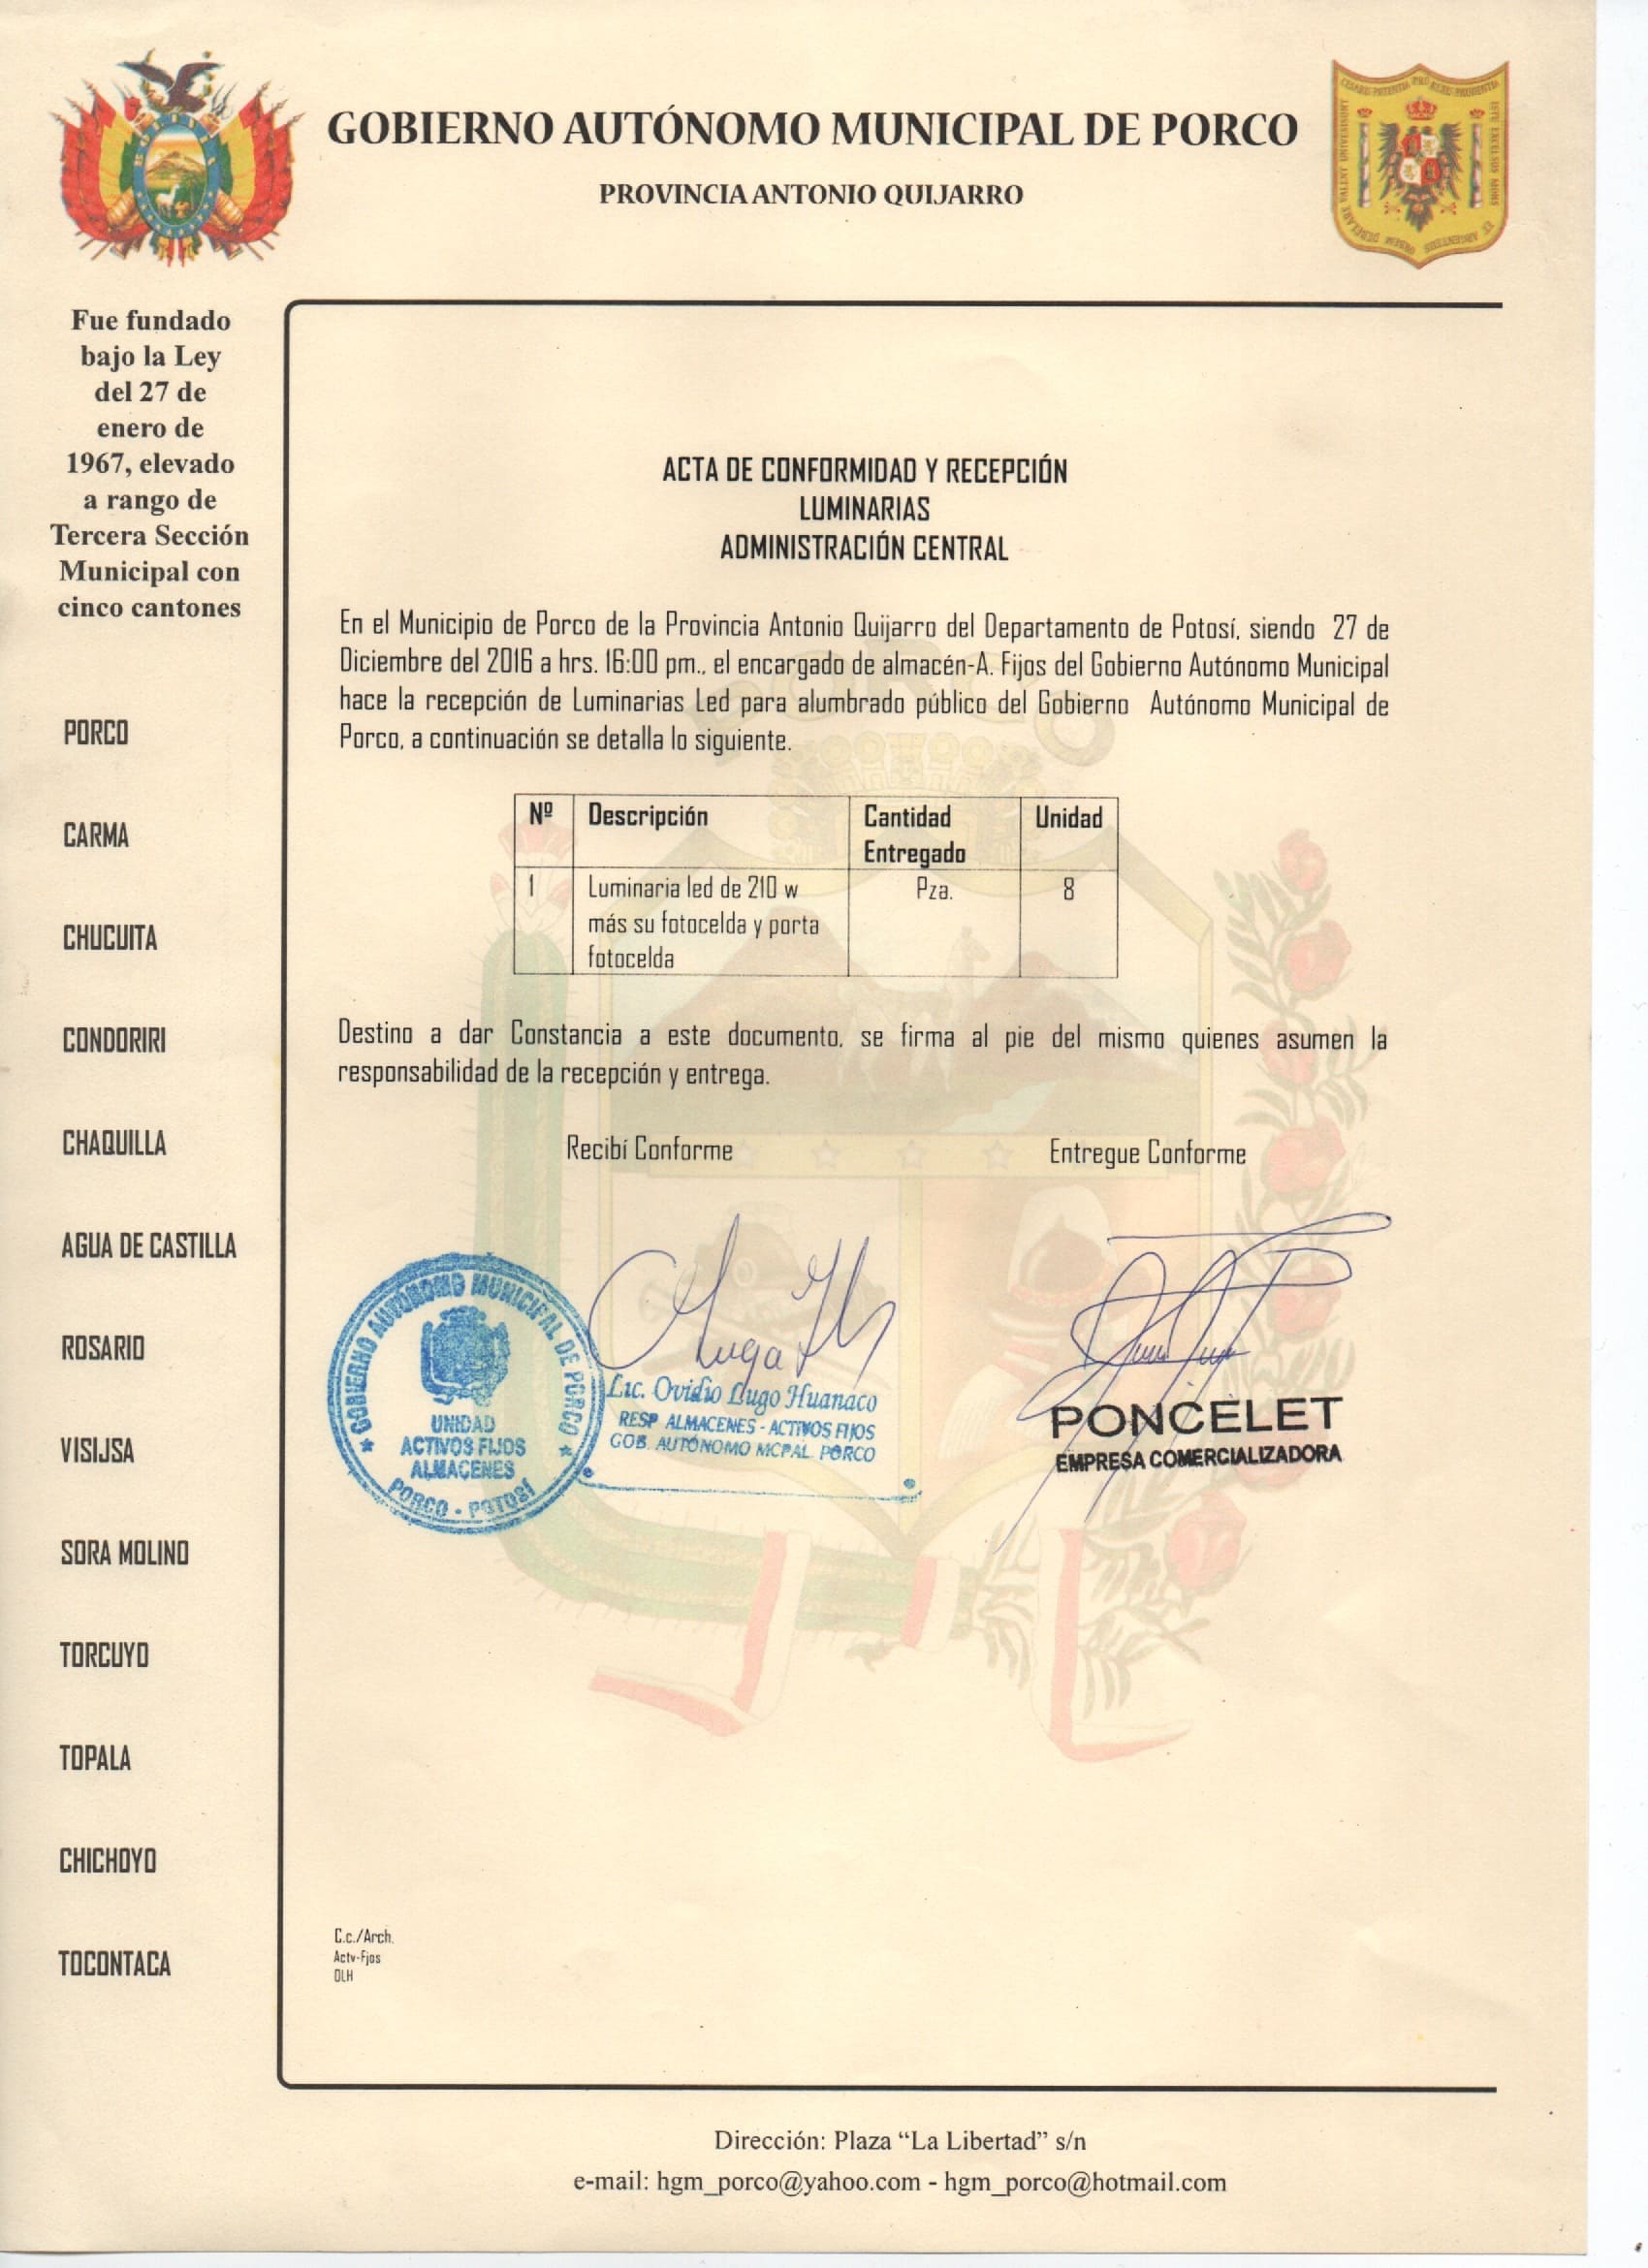 GOBIERNO AUTÓNOMO MUNICIPAL DE PORCO
PROVINCIA ANTONIO QUIJARRO
Fue fundado
bajo la Ley
del 27 de
enero de
1967, elevado
a rango de
Tercera Sección
Municipal con
cinco cantones
PORCO
CARMA
CHUCUITA
CONDORIRI
CHAQUILLA
AGUA DE CASTILLA
ROSARIO
VISIJSA
SORA MOLINO
TORCUYO
TOPALA
CHICHOYO
TOCONTACA
ACTA DE CONFORMIDAD Y RECEPCIÓN
LUMINARIAS
ADMINISTRACIÓN CENTRAL
En el Municipio de Porco de la Provincia Antonio Quijarro del Departamento de Potosí, siendo 27 de
Diciembre del 2016 a hrs. 16:00 pm., el encargado de almacén-A. Fijos del Gobierno Autónomo Municipal
hace la recepción de Luminarias Led para alumbrado público del Gobierno Autónomo Municipal de
Porco, a continuación se detalla lo siguiente.
Nº Descripción Cantidad Unidad
Entregado
1 Luminaria led de 210 w Pza. 8
más su fotocelda y porta
fotocelda
Destino a dar Constancia a este documento, se firma al pie del mismo quienes asumen la
responsabilidad de la recepción y entrega.
Recibí Conforme Entregue Conforme
GOBIERNO AUTONOMO MUNICIPAL DE PORCO
UNIDAD
ACTIVOS FIJOS
ALMACENES
PORCO - POTOSÍ
Lic. Ovidio Lugo Huanaco
RESP ALMACENES - ACTIVOS FIJOS
GOB. AUTÓNOMO MCPAL PORCO
PONCELET
EMPRESA COMERCIALIZADORA
C.c./Arch.
Actv-Fjos
OLH
Dirección: Plaza “La Libertad” s/n
e-mail: hgm_porco@yahoo.com - hgm_porco@hotmail.com